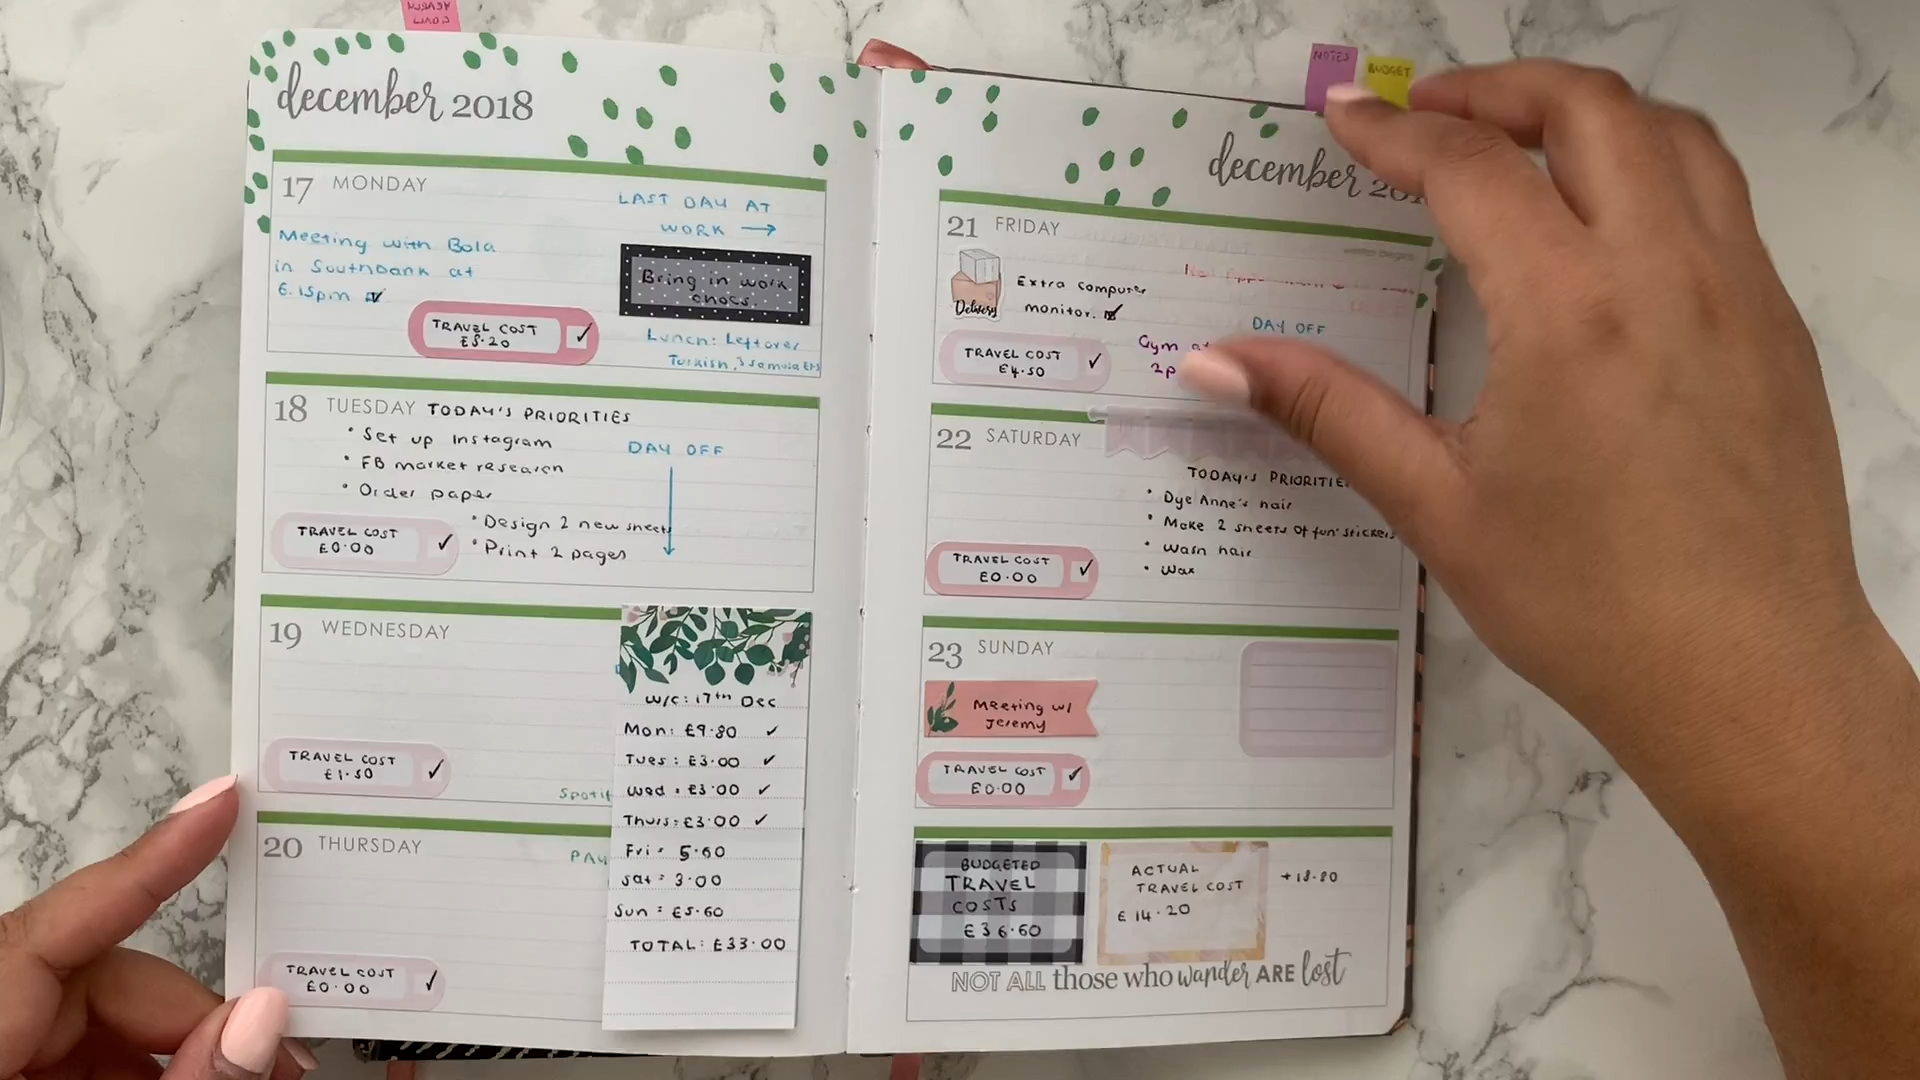 NOTES
BUDGET
december 2018
17 MONDAY
LAST DAY AT
WORK →
Meeting with Bola
in Southbank at
6.15pm
Bring in work
chocs.
TRAVEL COST
Lunch: Leftover
Turkish, 3 samosa
18 TUESDAY TODAY'S PRIORITIES
• Set up Instagram
• FB market research
• Order paper
• Design 2 new sheets
• Print 2 pages
DAY OFF
TRAVEL COST
£0.00
19 WEDNESDAY
TRAVEL COST
£1.50
20 THURSDAY
TRAVEL COST
£0.00
W/C: 17th Dec
Mon: £9.80 ✓
Tues: £3.00 ✓
Wed: £3.00 ✓
Thurs: £3.00 ✓
Fri: 5.60
Sat: 3.00
Sun: £5.60
TOTAL: £33.00
december
21 FRIDAY
winter begins
Delivery
Extra computer
monitor.
DAY OFF
Gym
TRAVEL COST
£4.50
22 SATURDAY
TODAY'S
• Dye Anne's hair
• Make 2 sheets of fun stickers
• Wash hair
• Wax
TRAVEL COST
£0.00
23 SUNDAY
Meeting w/
Jeremy
TRAVEL COST
£0.00
BUDGETED
TRAVEL
COSTS
£36.60
ACTUAL
TRAVEL COST
£14.20
+18.80
NOT ALL those who wander ARE lost